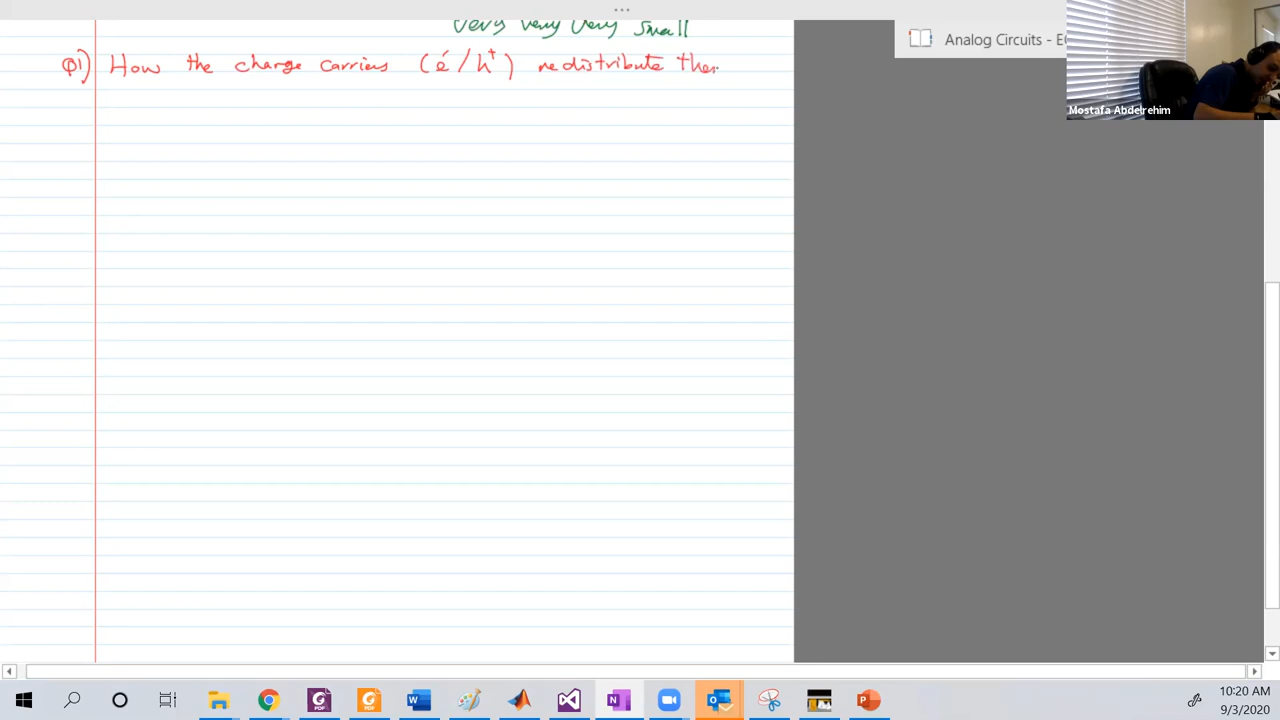 very very very small
Q1) How the charge carriers (e⁻/h⁺) redistribute them
Analog Circuits - E
Mostafa Abdelrehim
10:20 AM
9/3/2020